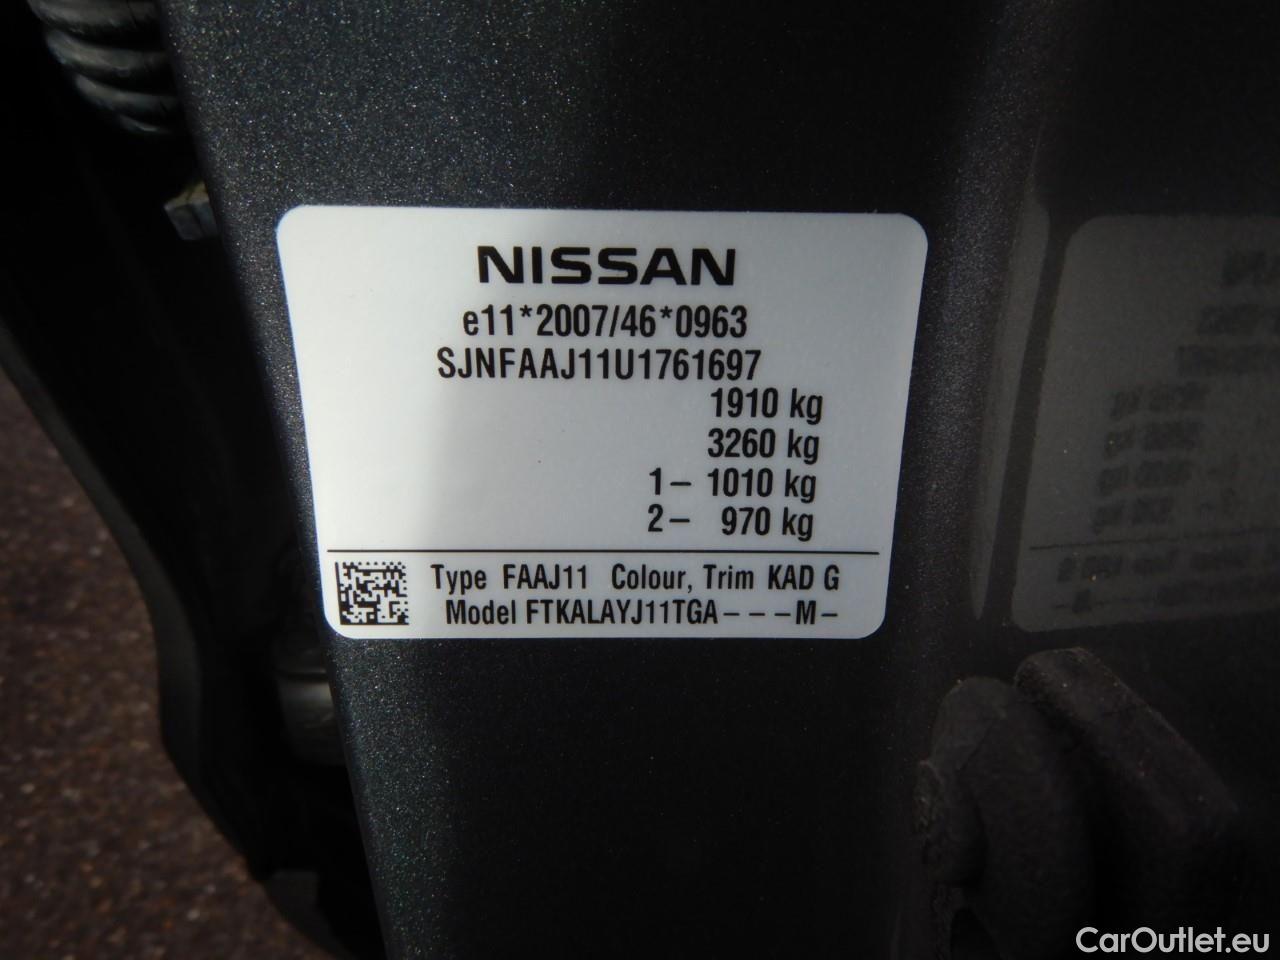 NISSAN
e11*2007/46*0963
SJNFAAJ11U1761697
1910 kg
3260 kg
1– 1010 kg
2– 970 kg
Type FAAJ11 Colour, Trim KAD G
Model FTKALAYJ11TGA– – –M–
CarOutlet.eu